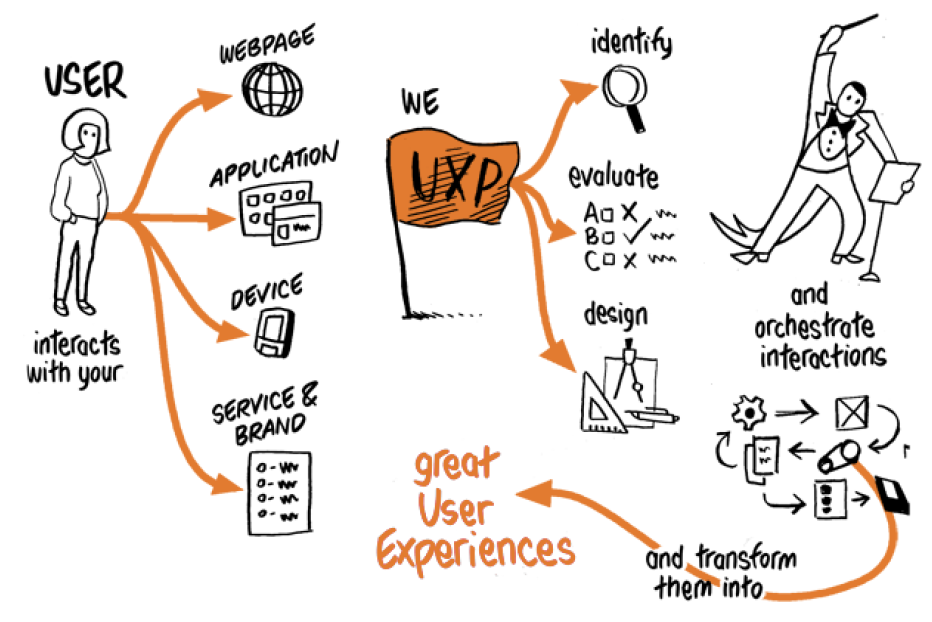 USER
interacts
with your
WEBPAGE
APPLICATION
DEVICE
SERVICE &
BRAND
WE
UXP
identify
evaluate
A X
B ✓
C X
design
and
orchestrate
interactions
and transform
them into
great
User
Experiences